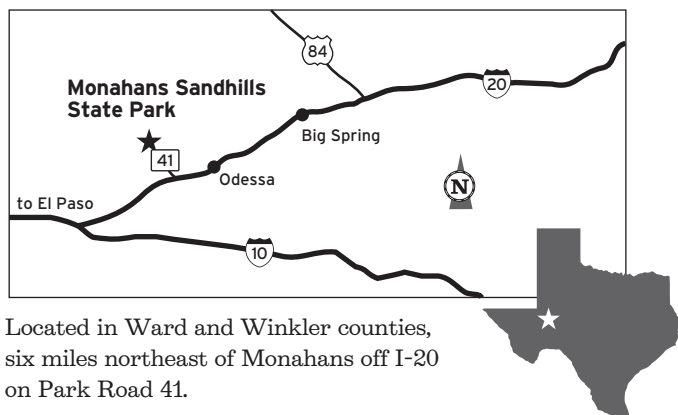 84
20
Monahans Sandhills
State Park
Big Spring
41
Odessa
N
to El Paso
10
Located in Ward and Winkler counties,
six miles northeast of Monahans off I-20
on Park Road 41.